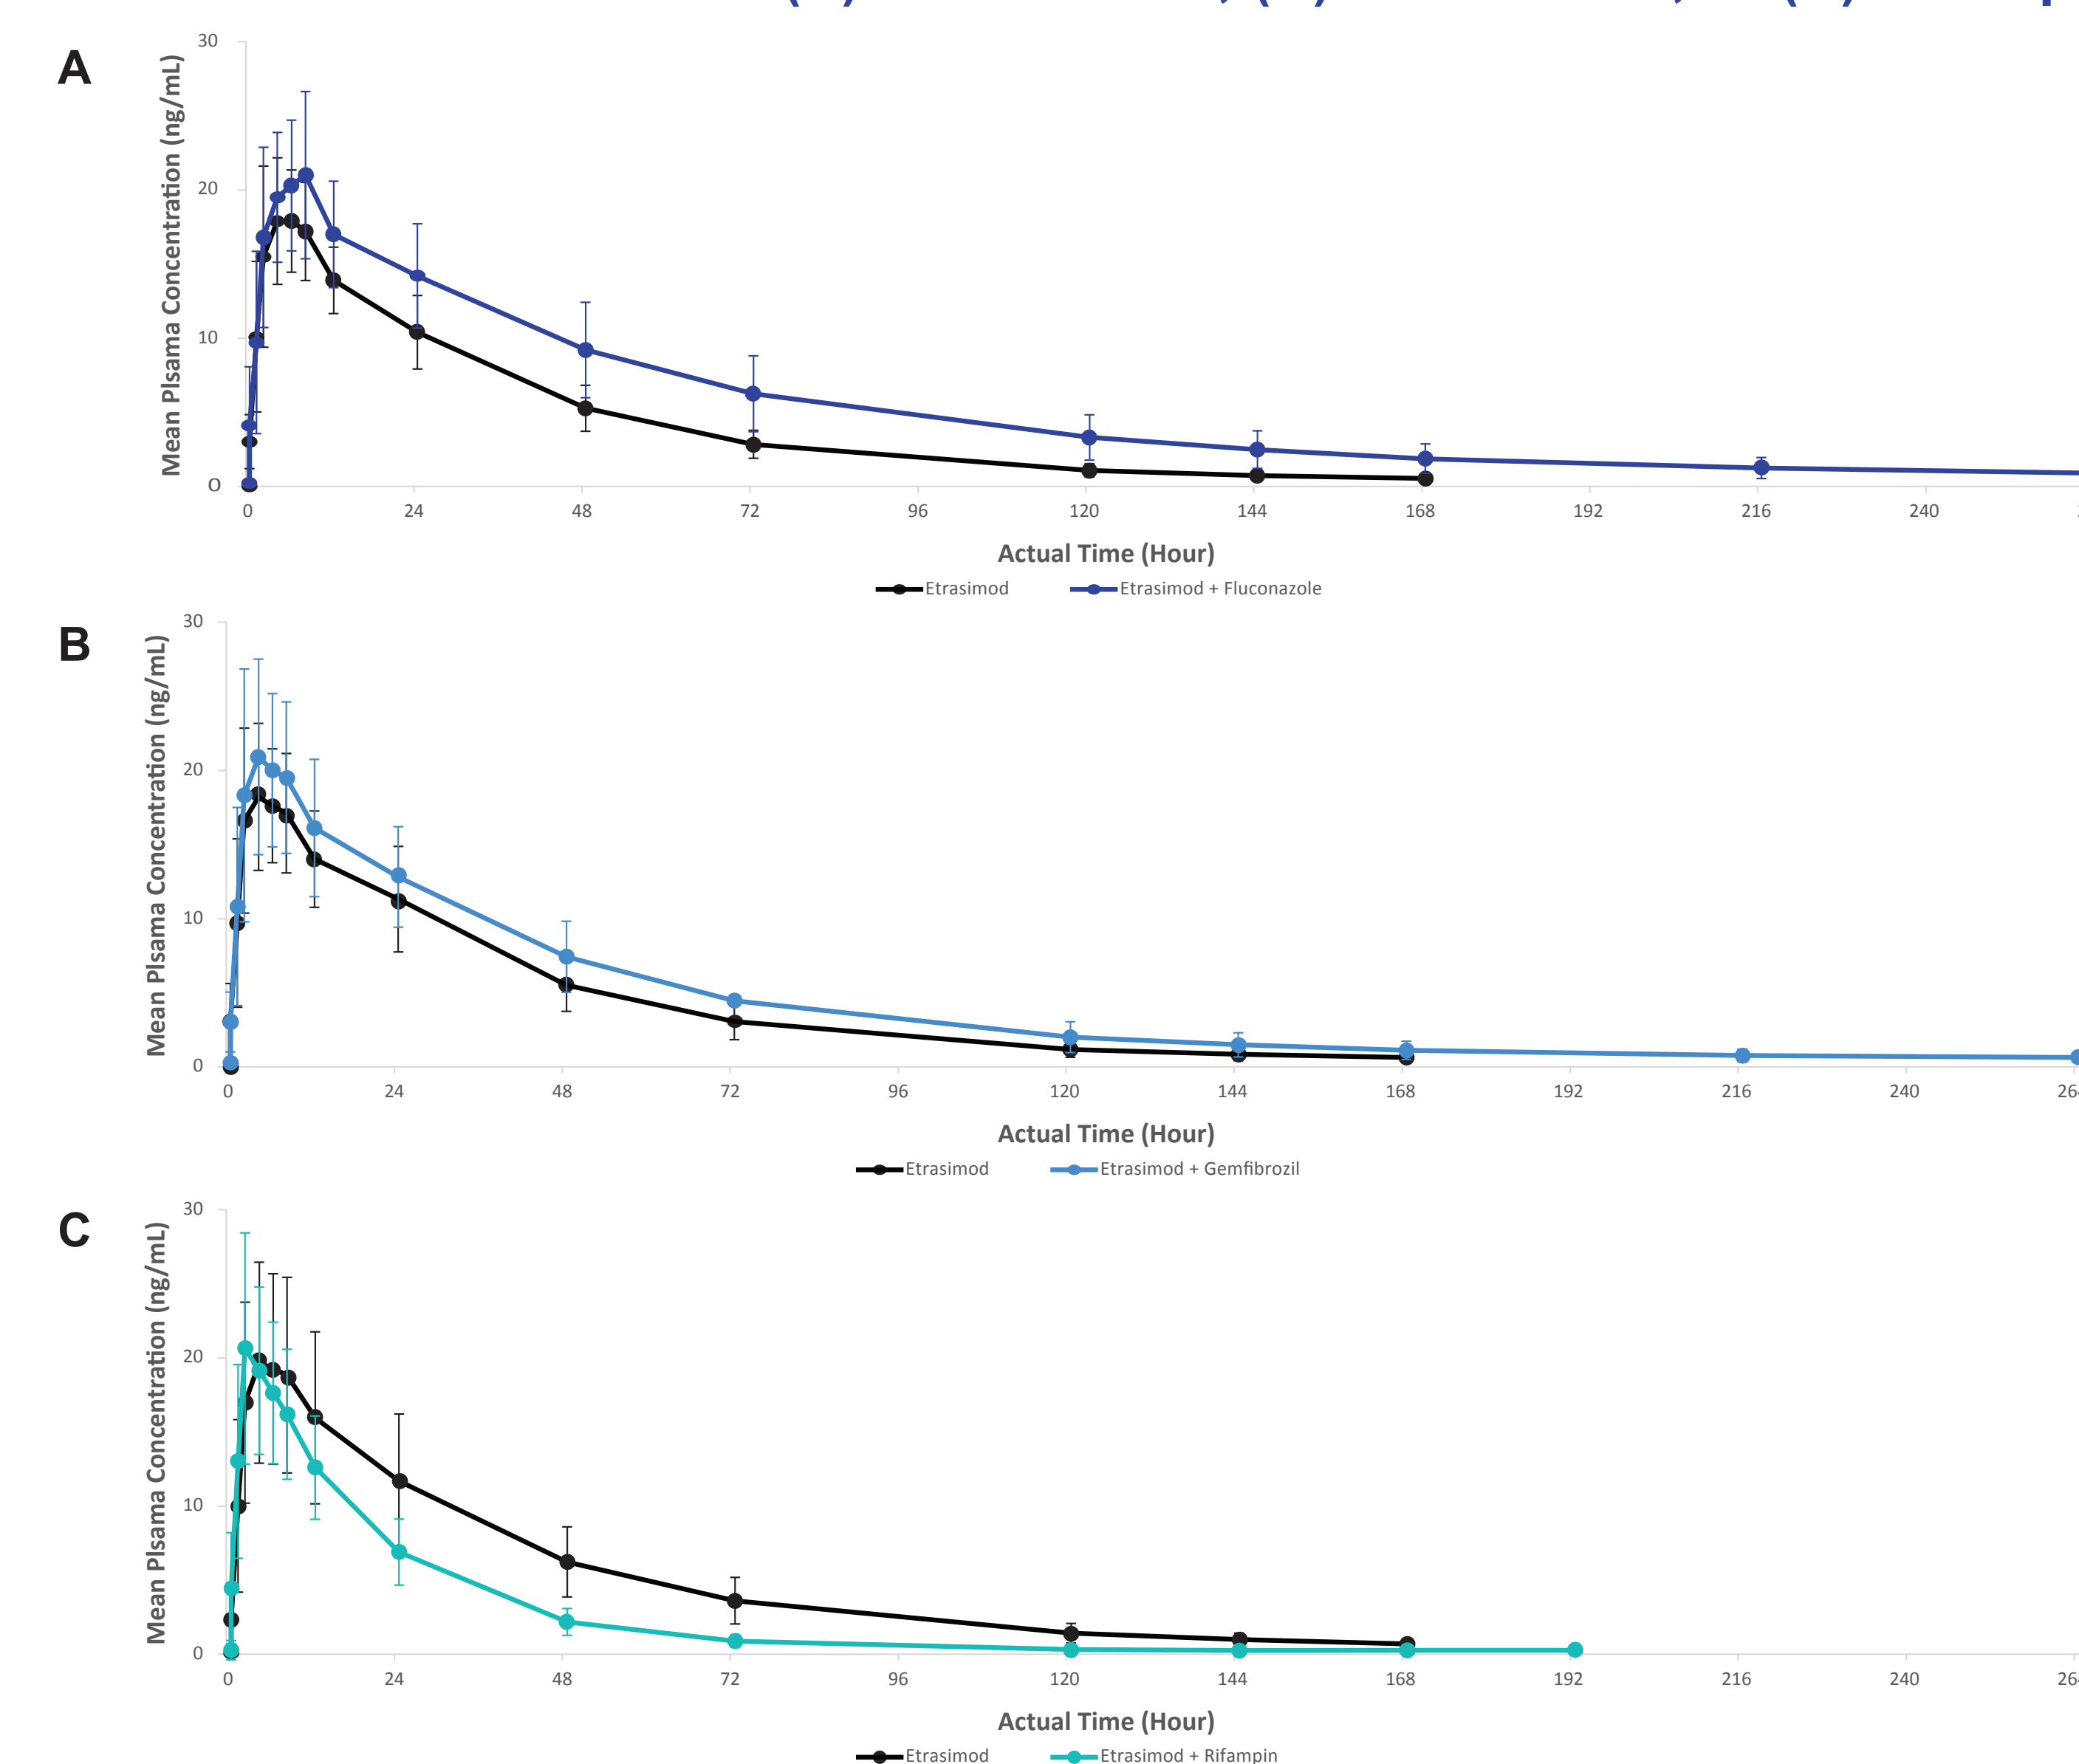 A
Mean Plsama Concentration (ng/mL)
30
20
10
0
0 24 48 72 96 120 144 168 192 216 240
Actual Time (Hour)
Etrasimod Etrasimod + Fluconazole
B
Mean Plsama Concentration (ng/mL)
30
20
10
0
0 24 48 72 96 120 144 168 192 216 240 264
Actual Time (Hour)
Etrasimod Etrasimod + Gemfibrozil
C
Mean Plsama Concentration (ng/mL)
30
20
10
0
0 24 48 72 96 120 144 168 192 216 240 264
Actual Time (Hour)
Etrasimod Etrasimod + Rifampin